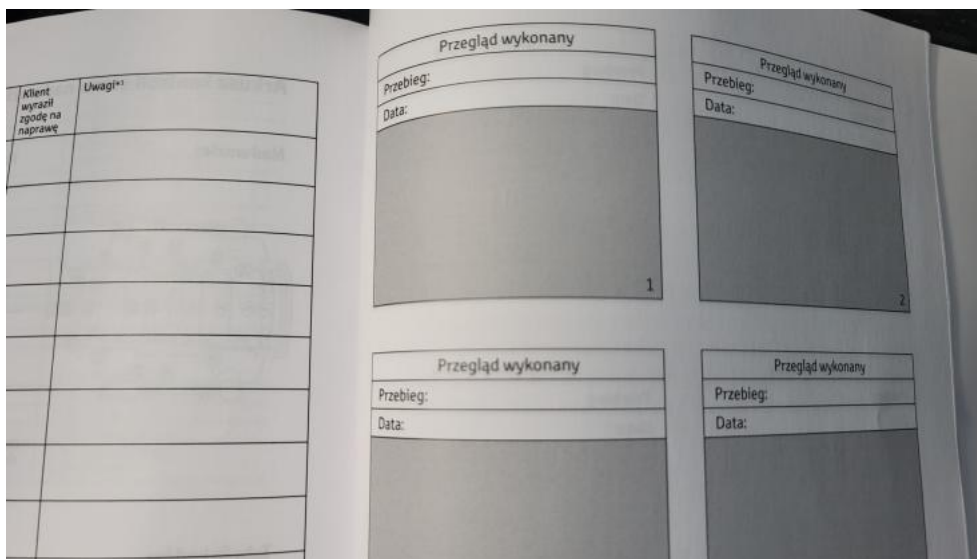 Klient
wyraził
zgodę na
naprawę
Uwagi*¹
Przegląd wykonany
Przebieg:
Data:
1
Przegląd wykonany
Przebieg:
Data:
2
Przegląd wykonany
Przebieg:
Data:
Przegląd wykonany
Przebieg:
Data: